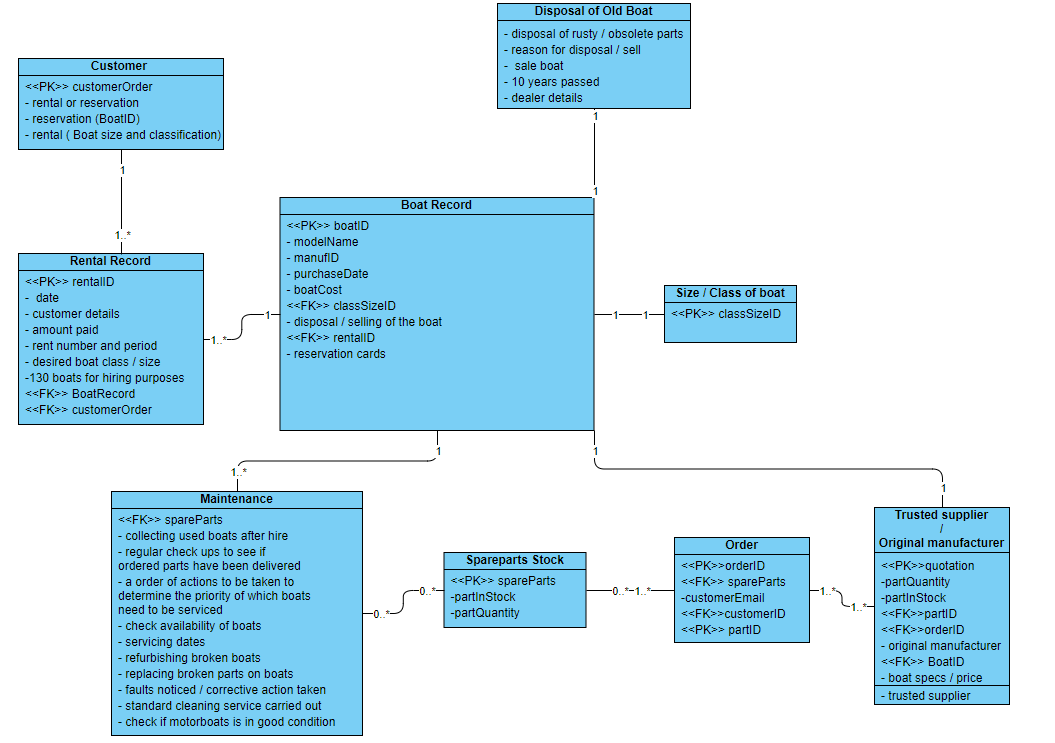 Disposal of Old Boat
- disposal of rusty / obsolete parts
- reason for disposal / sell
- sale boat
- 10 years passed
- dealer details
1
1
Customer
<<PK>> customerOrder
- rental or reservation
- reservation (BoatID)
- rental ( Boat size and classification)
1
1..*
Rental Record
<<PK>> rentalID
- date
- customer details
- amount paid
- rent number and period
- desired boat class / size
-130 boats for hiring purposes
<<FK>> BoatRecord
<<FK>> customerOrder
1..*
1
Boat Record
<<PK>> boatID
- modelName
- manufID
- purchaseDate
- boatCost
<<FK>> classSizeID
- disposal / selling of the boat
<<FK>> rentalID
- reservation cards
1
1
Size / Class of boat
<<PK>> classSizeID
1
1..*
1
1
Maintenance
<<FK>> spareParts
- collecting used boats after hire
- regular check ups to see if
ordered parts have been delivered
- a order of actions to be taken to
determine the priority of which boats
need to be serviced
- check availability of boats
- servicing dates
- refurbishing broken boats
- replacing broken parts on boats
- faults noticed / corrective action taken
- standard cleaning service carried out
- check if motorboats is in good condition
0..*
0..*
Spareparts Stock
<<PK>> spareParts
-partInStock
-partQuantity
0..*
1..*
Order
<<PK>>orderID
<<FK>> spareParts
-customerEmail
<<FK>>customerID
<<PK>> partID
1..*
1..*
Trusted supplier
/
Original manufacturer
<<PK>>quotation
-partQuantity
-partInStock
<<FK>>partID
<<FK>>orderID
- original manufacturer
<<FK>> BoatID
- boat specs / price
- trusted supplier